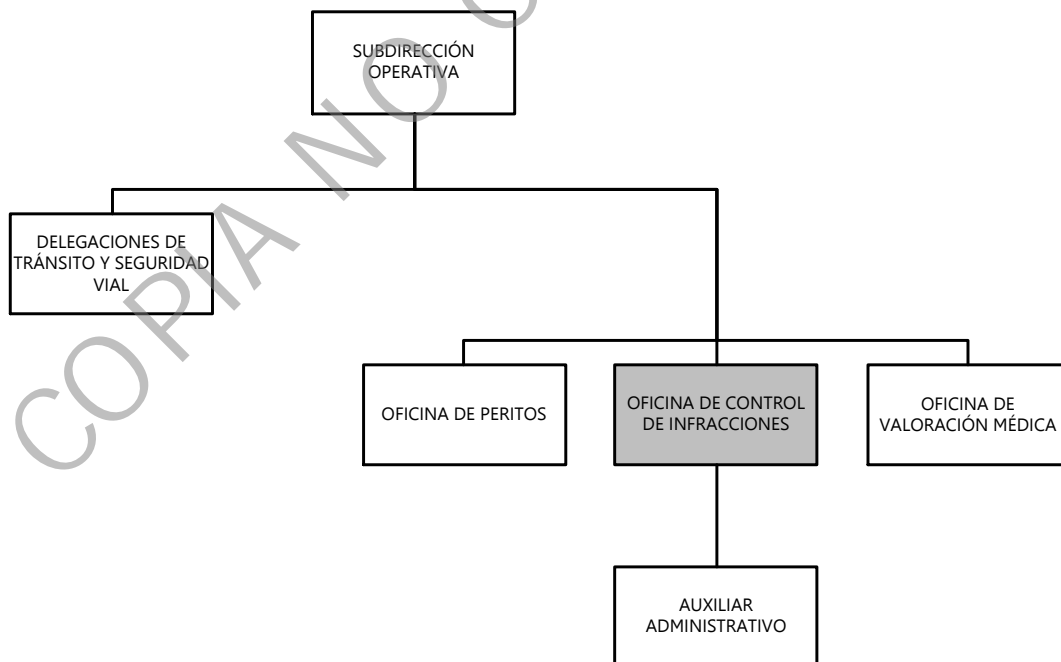 SUBDIRECCIÓN
OPERATIVA
DELEGACIONES DE
TRÁNSITO Y SEGURIDAD
VIAL
OFICINA DE PERITOS
OFICINA DE CONTROL
DE INFRACCIONES
OFICINA DE
VALORACIÓN MÉDICA
AUXILIAR
ADMINISTRATIVO
COPIA NO